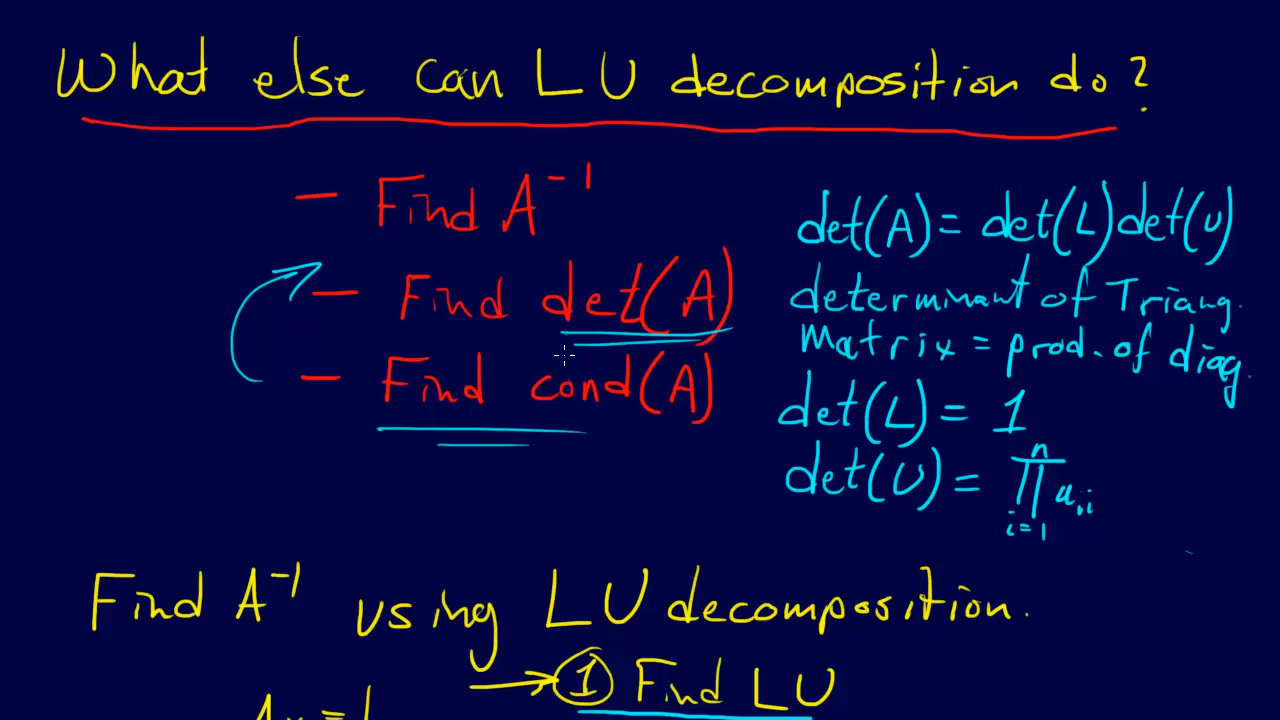 What else can LU decomposition do?
- Find A⁻¹
- Find det(A)
- Find cond(A)
det(A) = det(L)det(U)
determinant of Triang.
Matrix = prod. of diag.
det(L) = 1
det(U) = ∏ᵢ₌₁ⁿ uᵢᵢ
Find A⁻¹ using LU decomposition.
→ ① Find LU